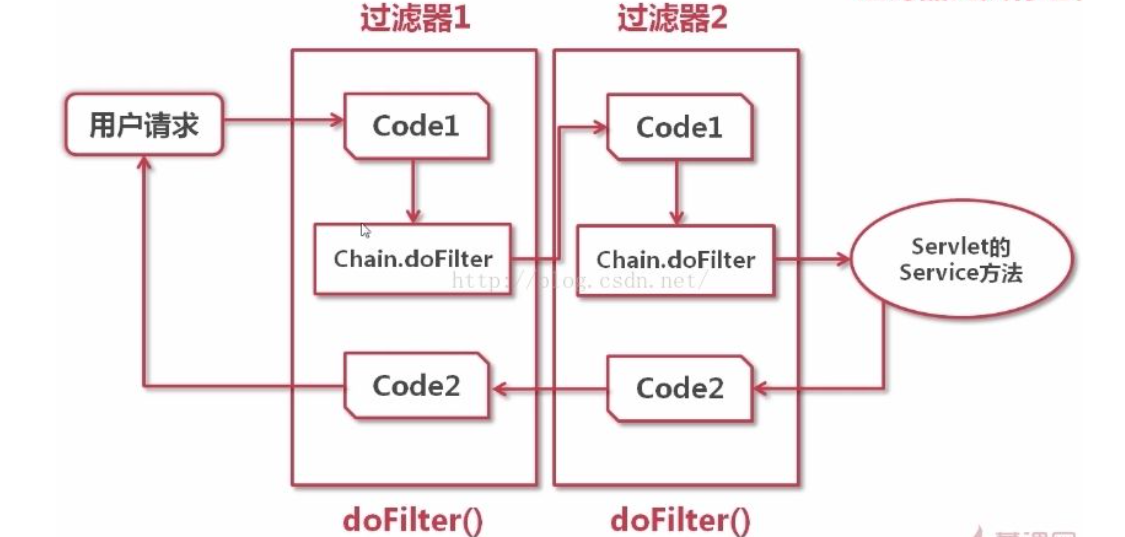 过滤器1
过滤器2
用户请求
Code1
Code1
Chain.doFilter
Chain.doFilter
Servlet的
Service方法
http://blog.csdn.net/
Code2
Code2
doFilter()
doFilter()